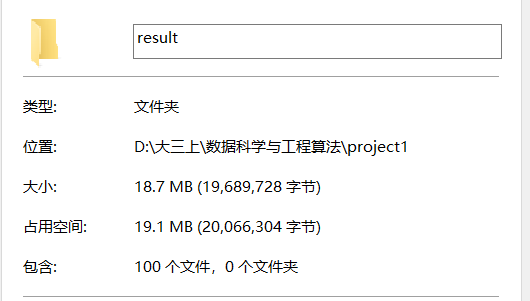 result
类型: 文件夹
位置: D:\大三上\数据科学与工程算法\project1
大小: 18.7 MB (19,689,728 字节)
占用空间: 19.1 MB (20,066,304 字节)
包含: 100 个文件，0 个文件夹